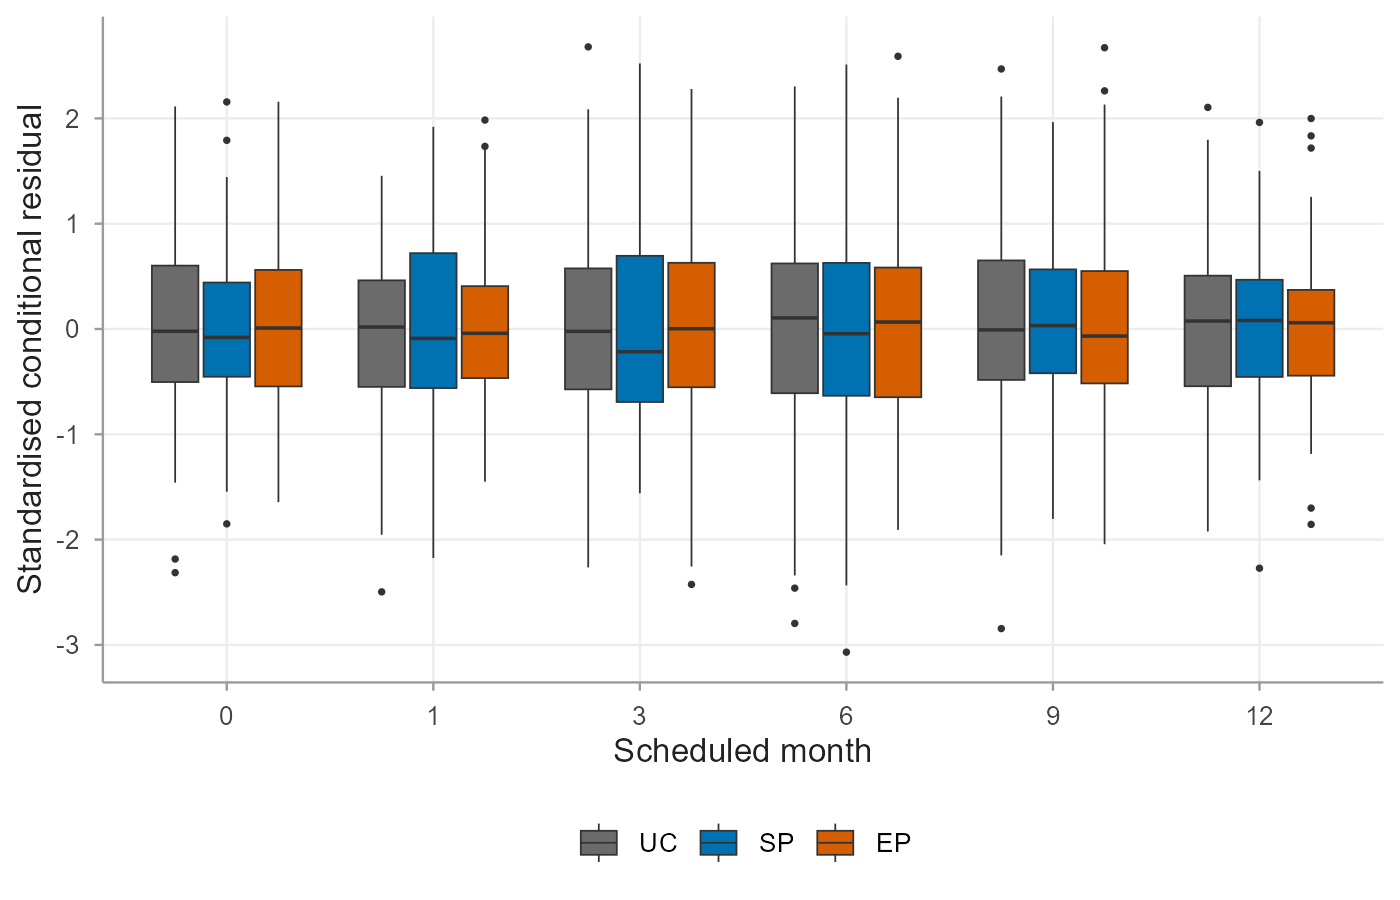 Standardised conditional residual
2
1
0
-1
-2
-3
0 1 3 6 9 12
Scheduled month
UC SP EP